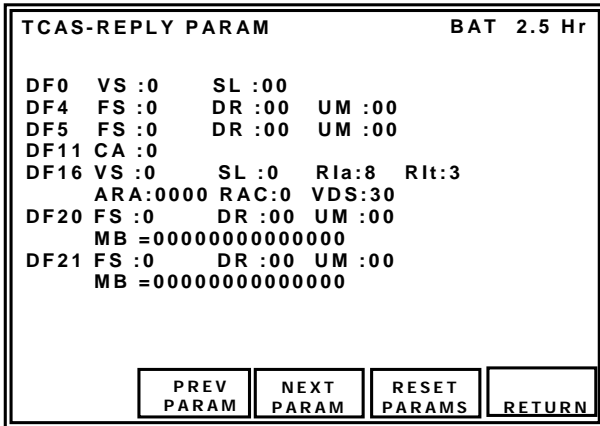 TCAS-REPLY PARAM BAT 2.5 Hr
DF0 VS :0 SL :00
DF4 FS :0 DR :00 UM :00
DF5 FS :0 DR :00 UM :00
DF11 CA :0
DF16 VS :0 SL :0 RIa:8 RIt:3
ARA:0000 RAC:0 VDS:30
DF20 FS :0 DR :00 UM :00
MB =00000000000000
DF21 FS :0 DR :00 UM :00
MB =00000000000000
PREV PARAM
NEXT PARAM
RESET PARAMS
RETURN